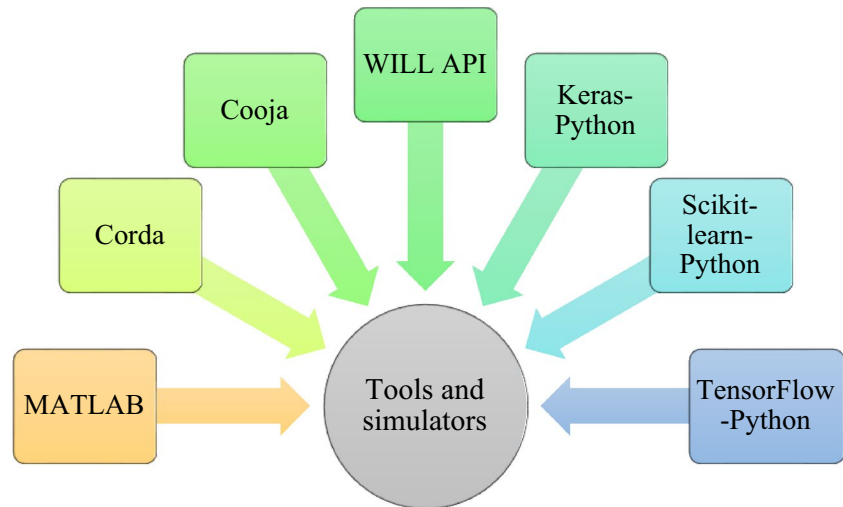 WILL API
Cooja
Keras-
Python
Corda
Scikit-
learn-
Python
MATLAB
Tools and
simulators
TensorFlow
-Python